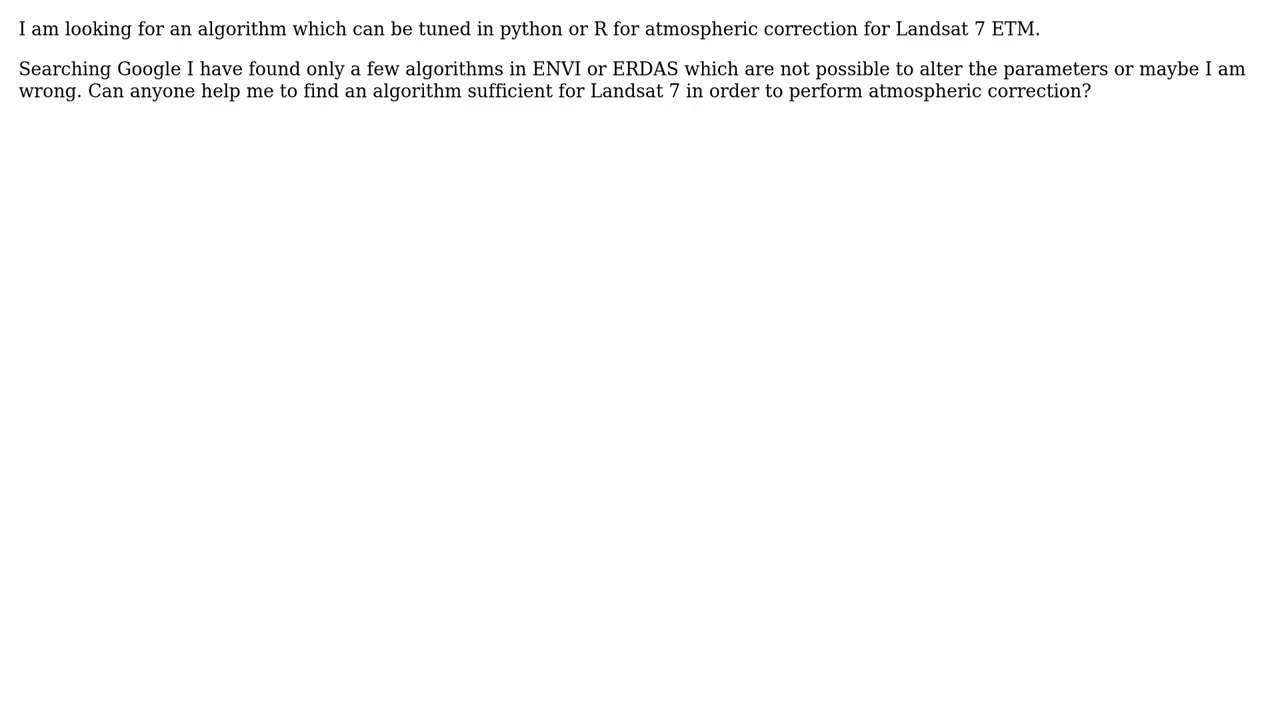 I am looking for an algorithm which can be tuned in python or R for atmospheric correction for Landsat 7 ETM.
Searching Google I have found only a few algorithms in ENVI or ERDAS which are not possible to alter the parameters or maybe I am
wrong. Can anyone help me to find an algorithm sufficient for Landsat 7 in order to perform atmospheric correction?